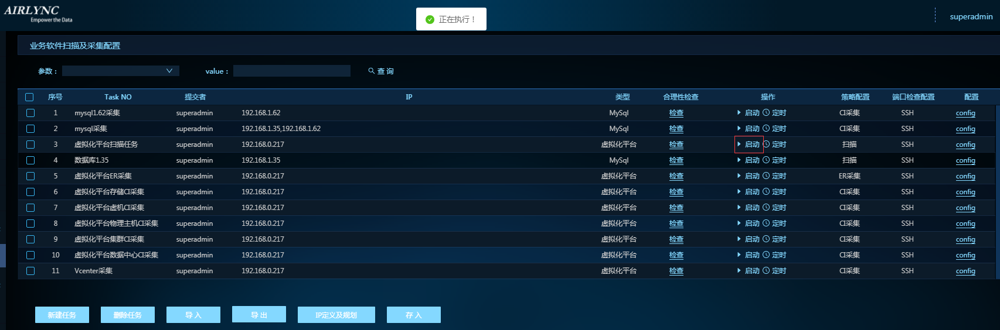 AIRLYNC
Empower the Data
正在执行！
superadmin
业务软件扫描及采集配置
参数： value： 查 询
序号 Task NO 提交者 IP 类型 合理性检查 操作 策略配置 端口检查配置 配置
1 mysql1.62采集 superadmin 192.168.1.62 MySql 检查 启动 定时 CI采集 SSH config
2 mysql采集 superadmin 192.168.1.35,192.168.1.62 MySql 检查 启动 定时 CI采集 SSH config
3 虚拟化平台扫描任务 superadmin 192.168.0.217 虚拟化平台 检查 启动 定时 扫描 SSH config
4 数据库1.35 superadmin 192.168.1.35 MySql 检查 启动 定时 扫描 SSH config
5 虚拟化平台ER采集 superadmin 192.168.0.217 虚拟化平台 检查 启动 定时 ER采集 SSH config
6 虚拟化平台存储CI采集 superadmin 192.168.0.217 虚拟化平台 检查 启动 定时 CI采集 SSH config
7 虚拟化平台虚机CI采集 superadmin 192.168.0.217 虚拟化平台 检查 启动 定时 CI采集 SSH config
8 虚拟化平台物理主机CI采集 superadmin 192.168.0.217 虚拟化平台 检查 启动 定时 CI采集 SSH config
9 虚拟化平台集群CI采集 superadmin 192.168.0.217 虚拟化平台 检查 启动 定时 CI采集 SSH config
10 虚拟化平台数据中心CI采集 superadmin 192.168.0.217 虚拟化平台 检查 启动 定时 CI采集 SSH config
11 Vcenter采集 superadmin 192.168.0.217 虚拟化平台 检查 启动 定时 CI采集 SSH config
新建任务 删除任务 导 入 导 出 IP定义及规划 存 入